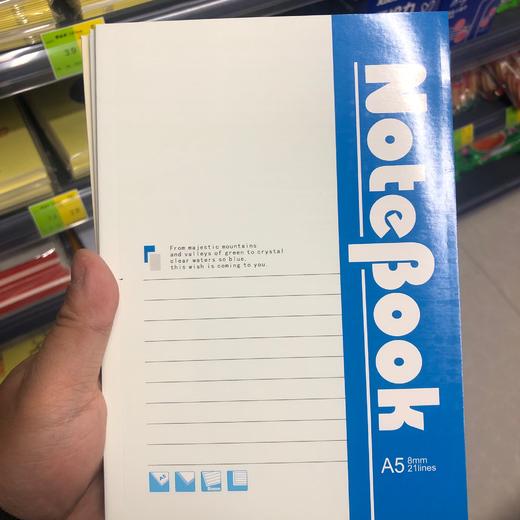 NoteBook
From majestic mountains
and valleys of green to crystal
clear waters so blue,
this wish is coming to you.
A5 8mm
21lines